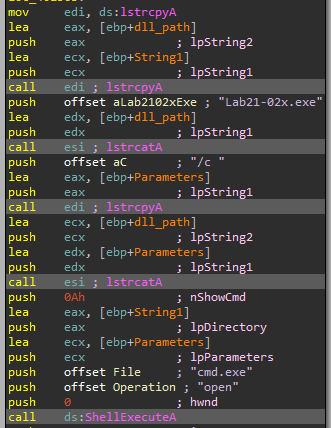 mov edi, ds:lstrcpyA
lea eax, [ebp+dll_path]
push eax ; lpString2
lea ecx, [ebp+String1]
push ecx ; lpString1
call edi ; lstrcpyA
push offset aLab2102xExe ; "Lab21-02x.exe"
lea edx, [ebp+dll_path]
push edx ; lpString1
call esi ; lstrcatA
push offset aC ; "/c "
lea eax, [ebp+Parameters]
push eax ; lpString1
call edi ; lstrcpyA
lea ecx, [ebp+dll_path]
push ecx ; lpString2
lea edx, [ebp+Parameters]
push edx ; lpString1
call esi ; lstrcatA
push 0Ah ; nShowCmd
lea eax, [ebp+String1]
push eax ; lpDirectory
lea ecx, [ebp+Parameters]
push ecx ; lpParameters
push offset File ; "cmd.exe"
push offset Operation ; "open"
push 0 ; hwnd
call ds:ShellExecuteA